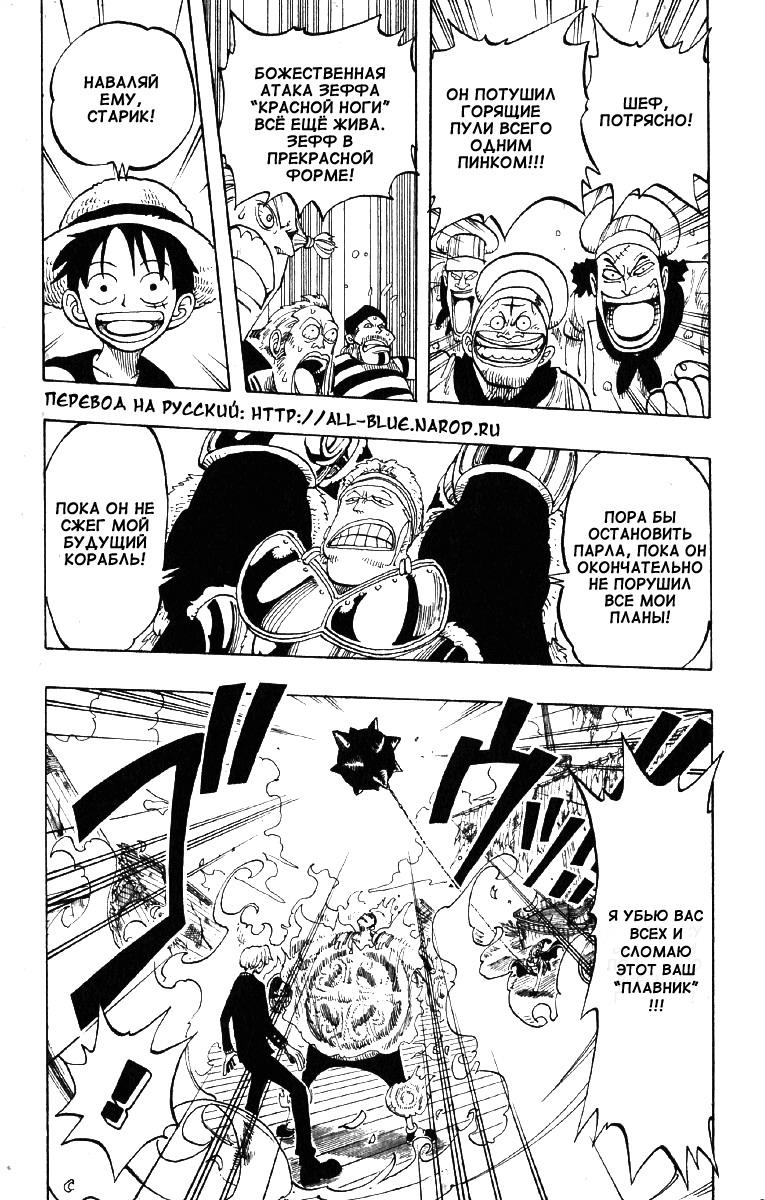 ШЕФ,
ПОТРЯСНО!
ОН ПОТУШИЛ
ГОРЯЩИЕ
ПУЛИ ВСЕГО
ОДНИМ
ПИНКОМ!!!
БОЖЕСТВЕННАЯ
АТАКА ЗЕФФА
“КРАСНОЙ НОГИ”
ВСЁ ЕЩЁ ЖИВА.
ЗЕФФ В
ПРЕКРАСНОЙ
ФОРМЕ!
НАВАЛЯЙ
ЕМУ,
СТАРИК!
ПЕРЕВОД НА РУССКИЙ: HTTP://ALL-BLUE.NAROD.RU
ПОРА БЫ
ОСТАНОВИТЬ
ПАРЛА, ПОКА ОН
ОКОНЧАТЕЛЬНО
НЕ ПОРУШИЛ
ВСЕ МОИ
ПЛАНЫ!
ПОКА ОН НЕ
СЖЕГ МОЙ
БУДУЩИЙ
КОРАБЛЬ!
Я УБЬЮ ВАС
ВСЕХ И
СЛОМАЮ
ЭТОТ ВАШ
“ПЛАВНИК”
!!!
!!